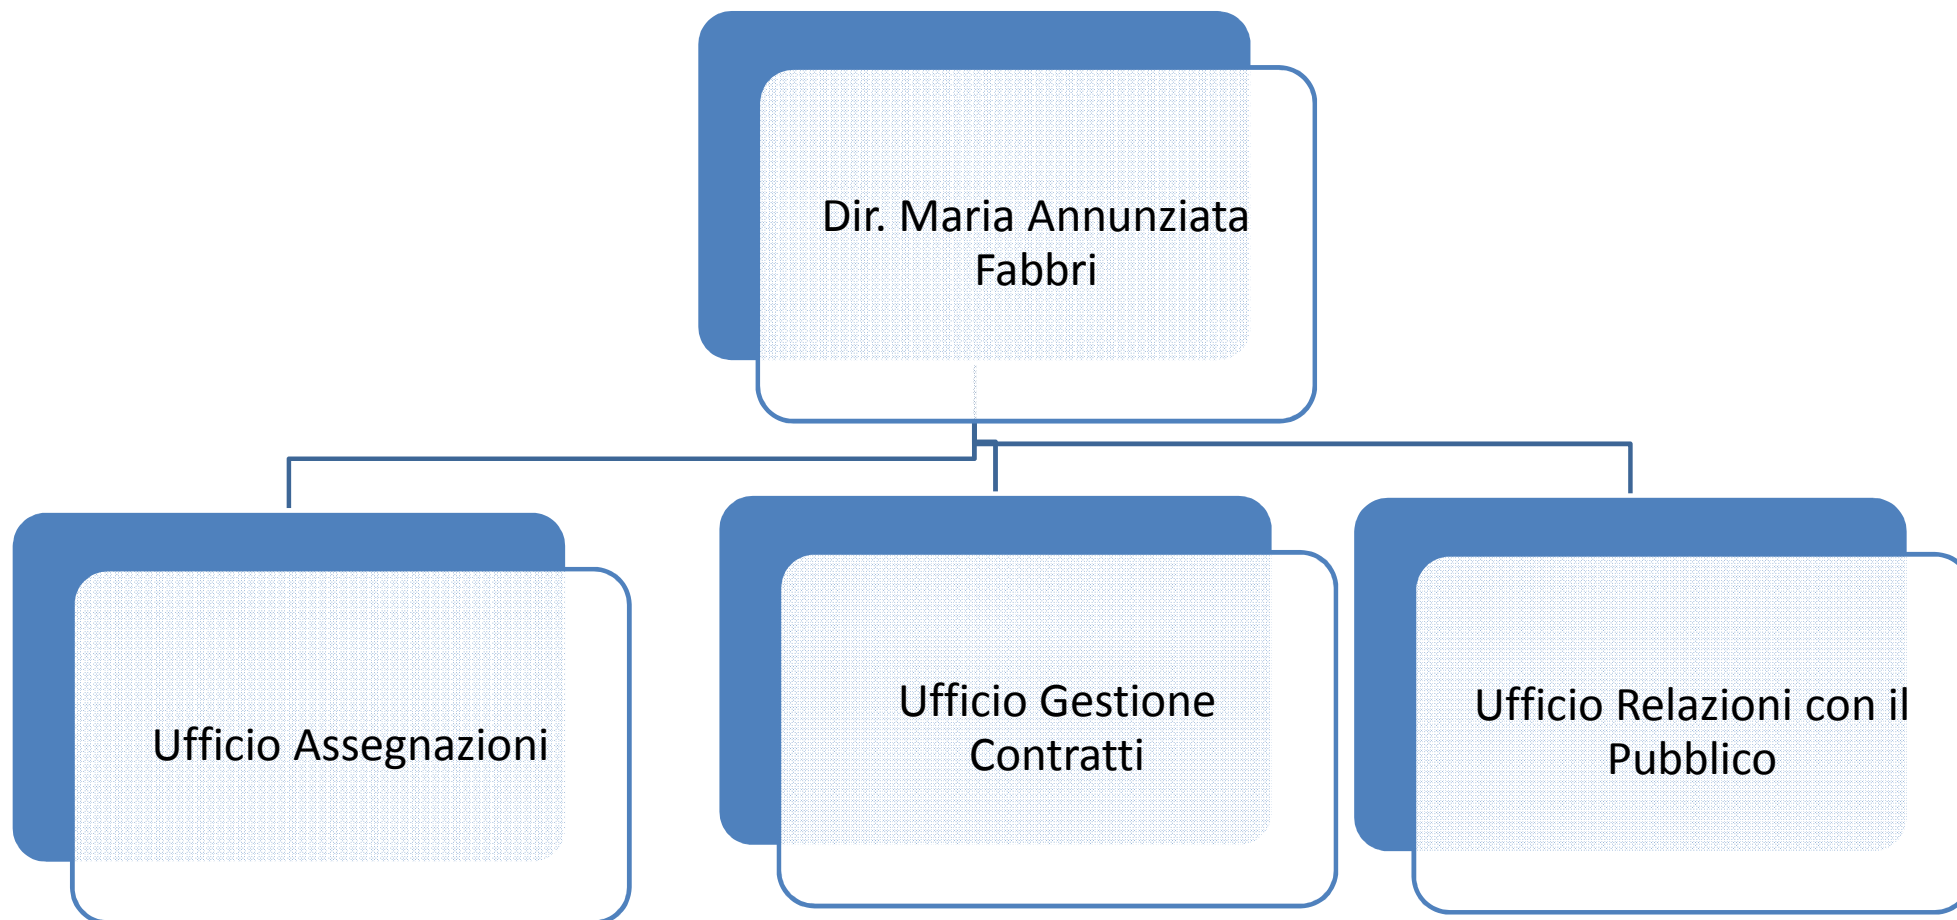 Dir. Maria Annunziata
Fabbri
Ufficio Assegnazioni
Ufficio Gestione
Contratti
Ufficio Relazioni con il
Pubblico